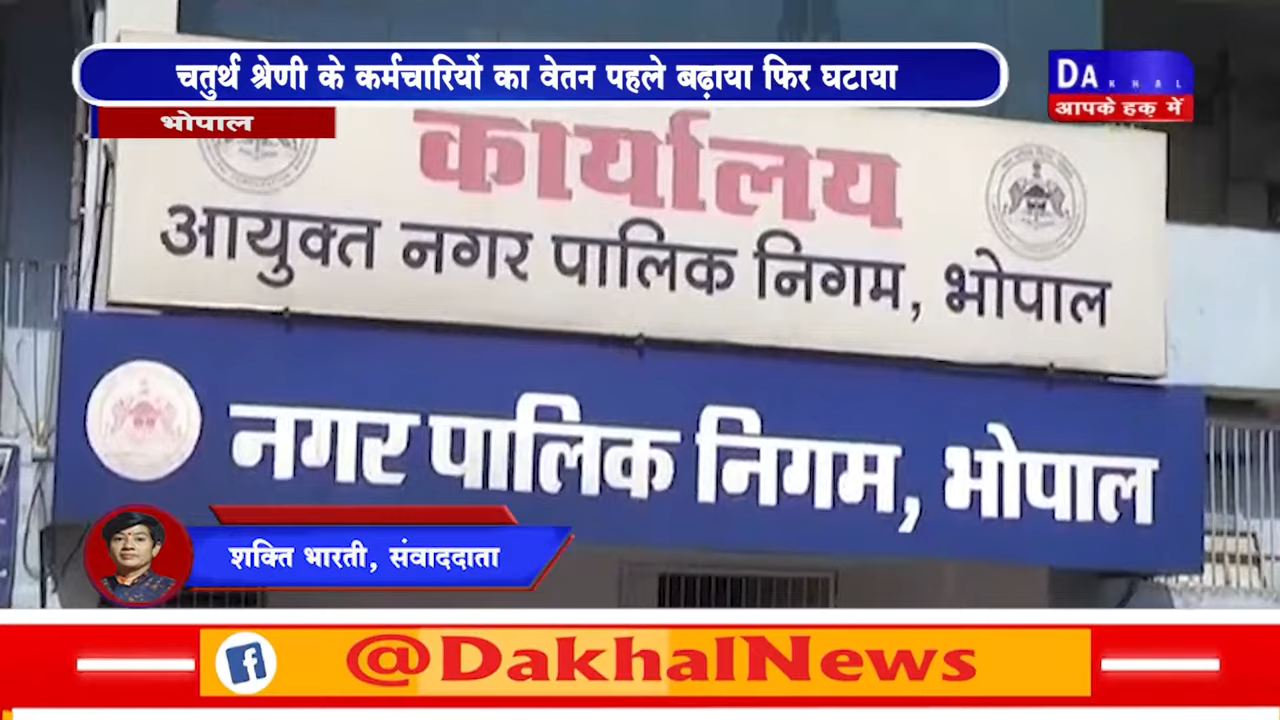 चतुर्थ श्रेणी के कर्मचारियों का वेतन पहले बढ़ाया फिर घटाया
भोपाल
DAKHAL
आपके हक़ में
कार्यालय
आयुक्त नगर पालिक निगम, भोपाल
नगर पालिक निगम, भोपाल
शक्ति भारती, संवाददाता
@DakhalNews